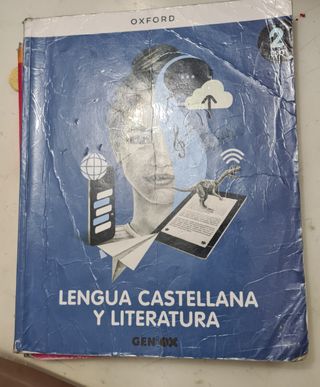 OXFORD
2
LENGUA CASTELLANA
Y LITERATURA
GENiOX